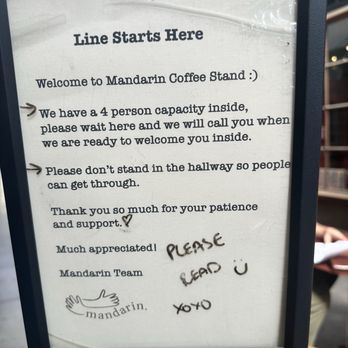 Line Starts Here
Welcome to Mandarin Coffee Stand :)
→ We have a 4 person capacity inside,
please wait here and we will call you when
we are ready to welcome you inside.
→ Please don't stand in the hallway so people
can get through.
Thank you so much for your patience
and support.♡
Much appreciated!
Mandarin Team
mandarin.
PLEASE
READ Ü
XOXO